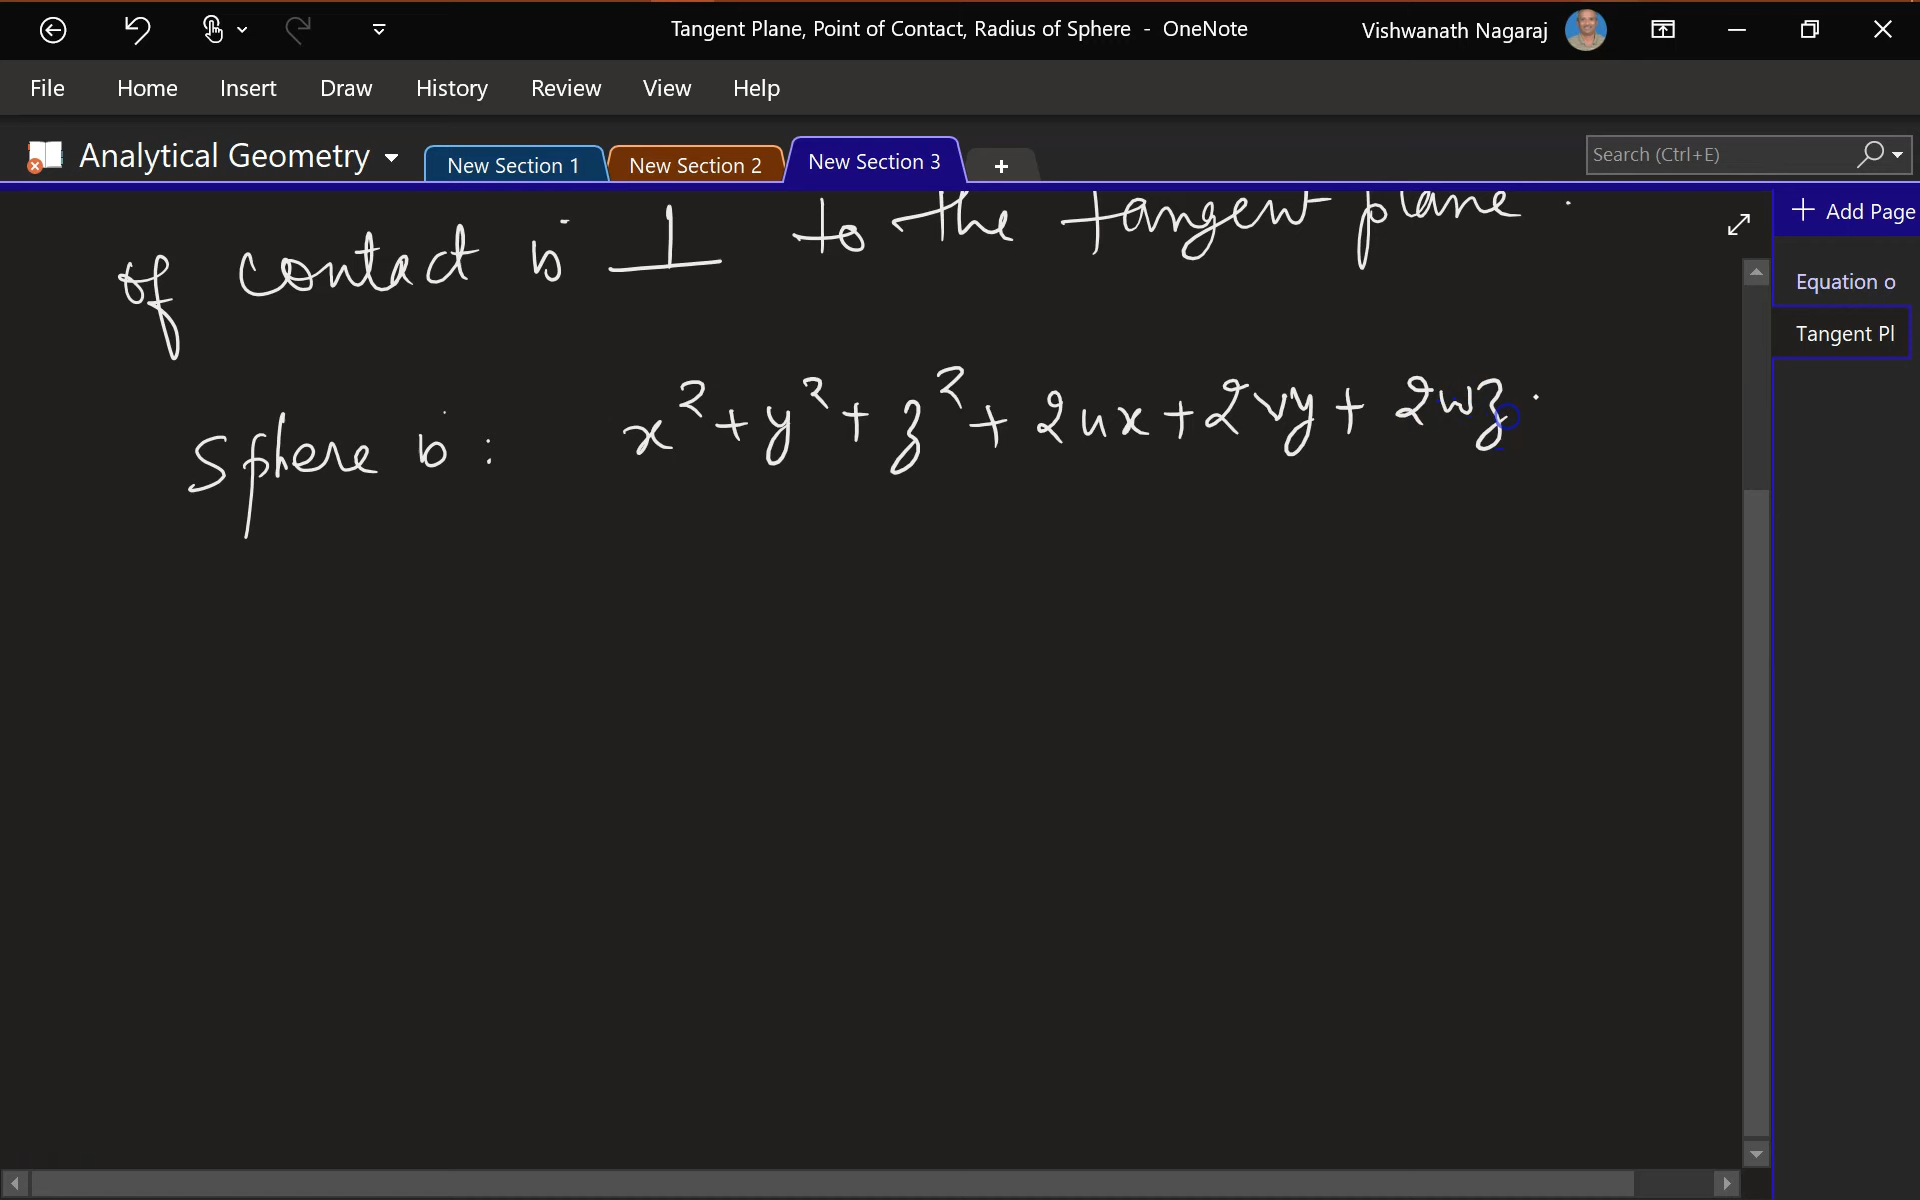 Tangent Plane, Point of Contact, Radius of Sphere - OneNote
Vishwanath Nagaraj
File Home Insert Draw History Review View Help
Analytical Geometry
New Section 1
New Section 2
New Section 3
+
Search (Ctrl+E)
+ Add Page
Equation o
Tangent Pl
of contact is ⊥ to the tangent plane.
Sphere is : x² + y² + z² + 2ux + 2vy + 2wz